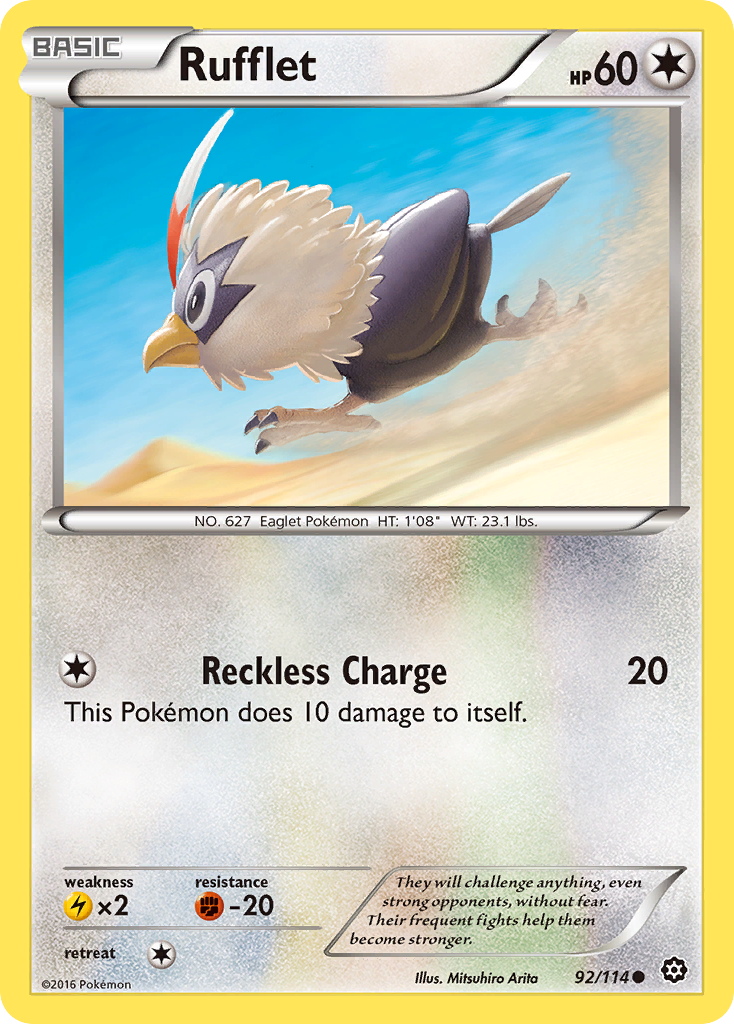 BASIC
Rufflet
HP60
NO. 627 Eaglet Pokémon HT: 1'08" WT: 23.1 lbs.
Reckless Charge 20
This Pokémon does 10 damage to itself.
weakness
×2
resistance
-20
retreat
They will challenge anything, even
strong opponents, without fear.
Their frequent fights help them
become stronger.
Illus. Mitsuhiro Arita
92/114
©2016 Pokémon